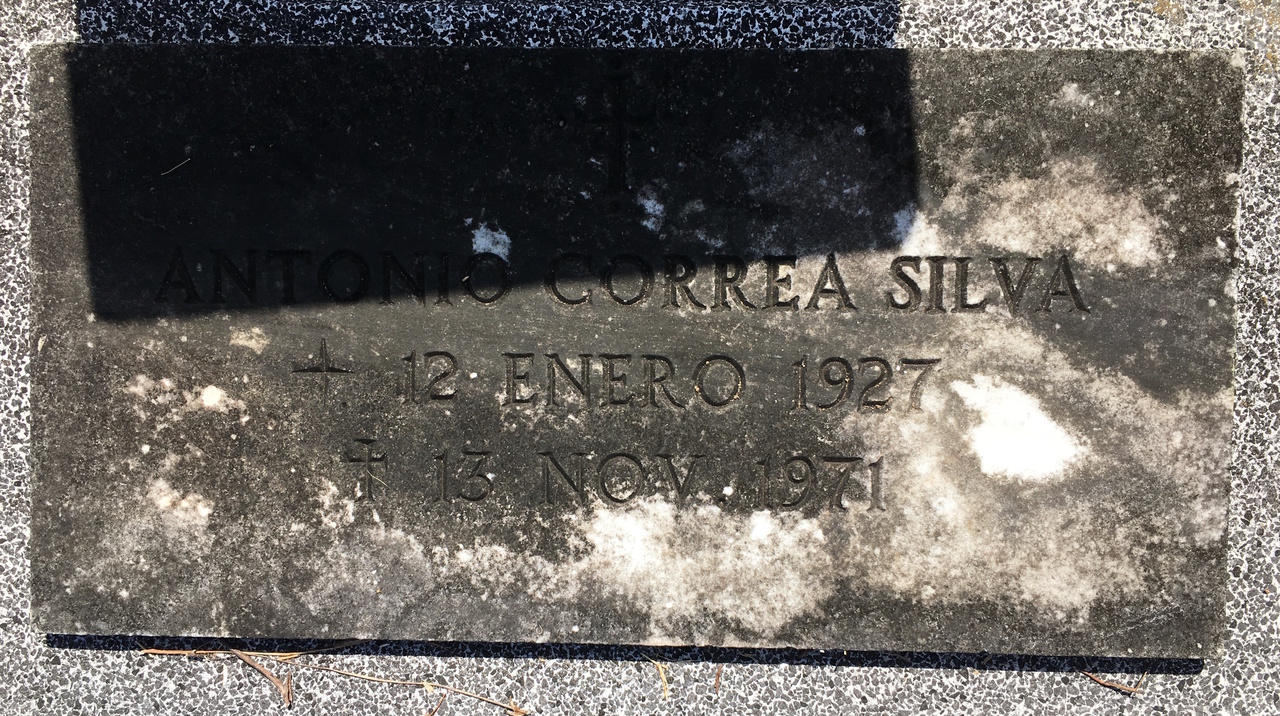 ANTONIO CORREA SILVA
12 ENERO 1927
13 NOV. 1971